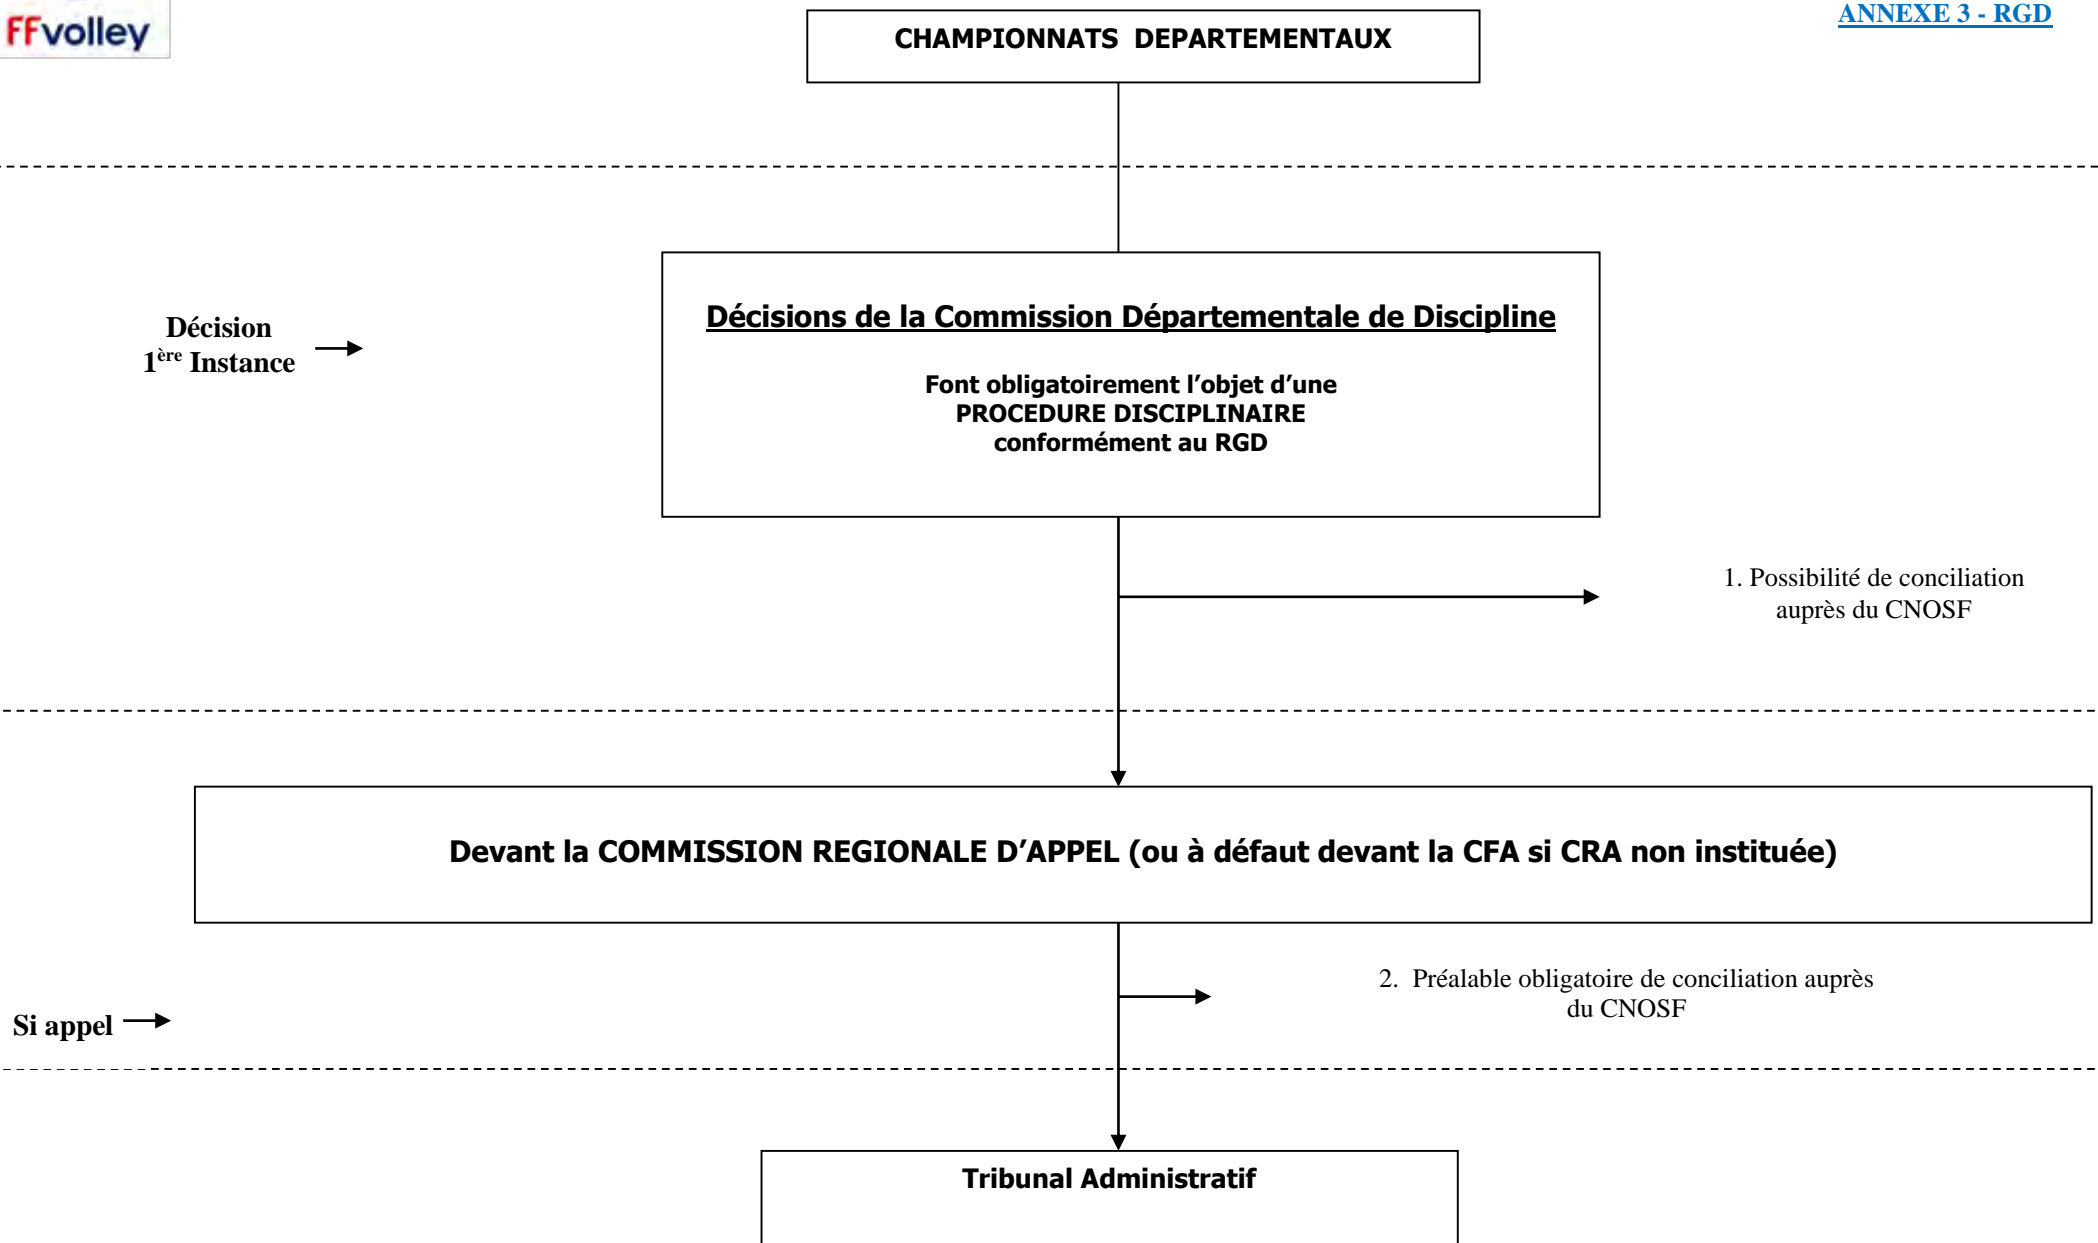 FFvolley
ANNEXE 3 - RGD
CHAMPIONNATS DEPARTEMENTAUX
Décision
1ère Instance
Décisions de la Commission Départementale de Discipline
Font obligatoirement l’objet d’une
PROCEDURE DISCIPLINAIRE
conformément au RGD
1. Possibilité de conciliation
auprès du CNOSF
Devant la COMMISSION REGIONALE D’APPEL (ou à défaut devant la CFA si CRA non instituée)
2. Préalable obligatoire de conciliation auprès
du CNOSF
Si appel
Tribunal Administratif